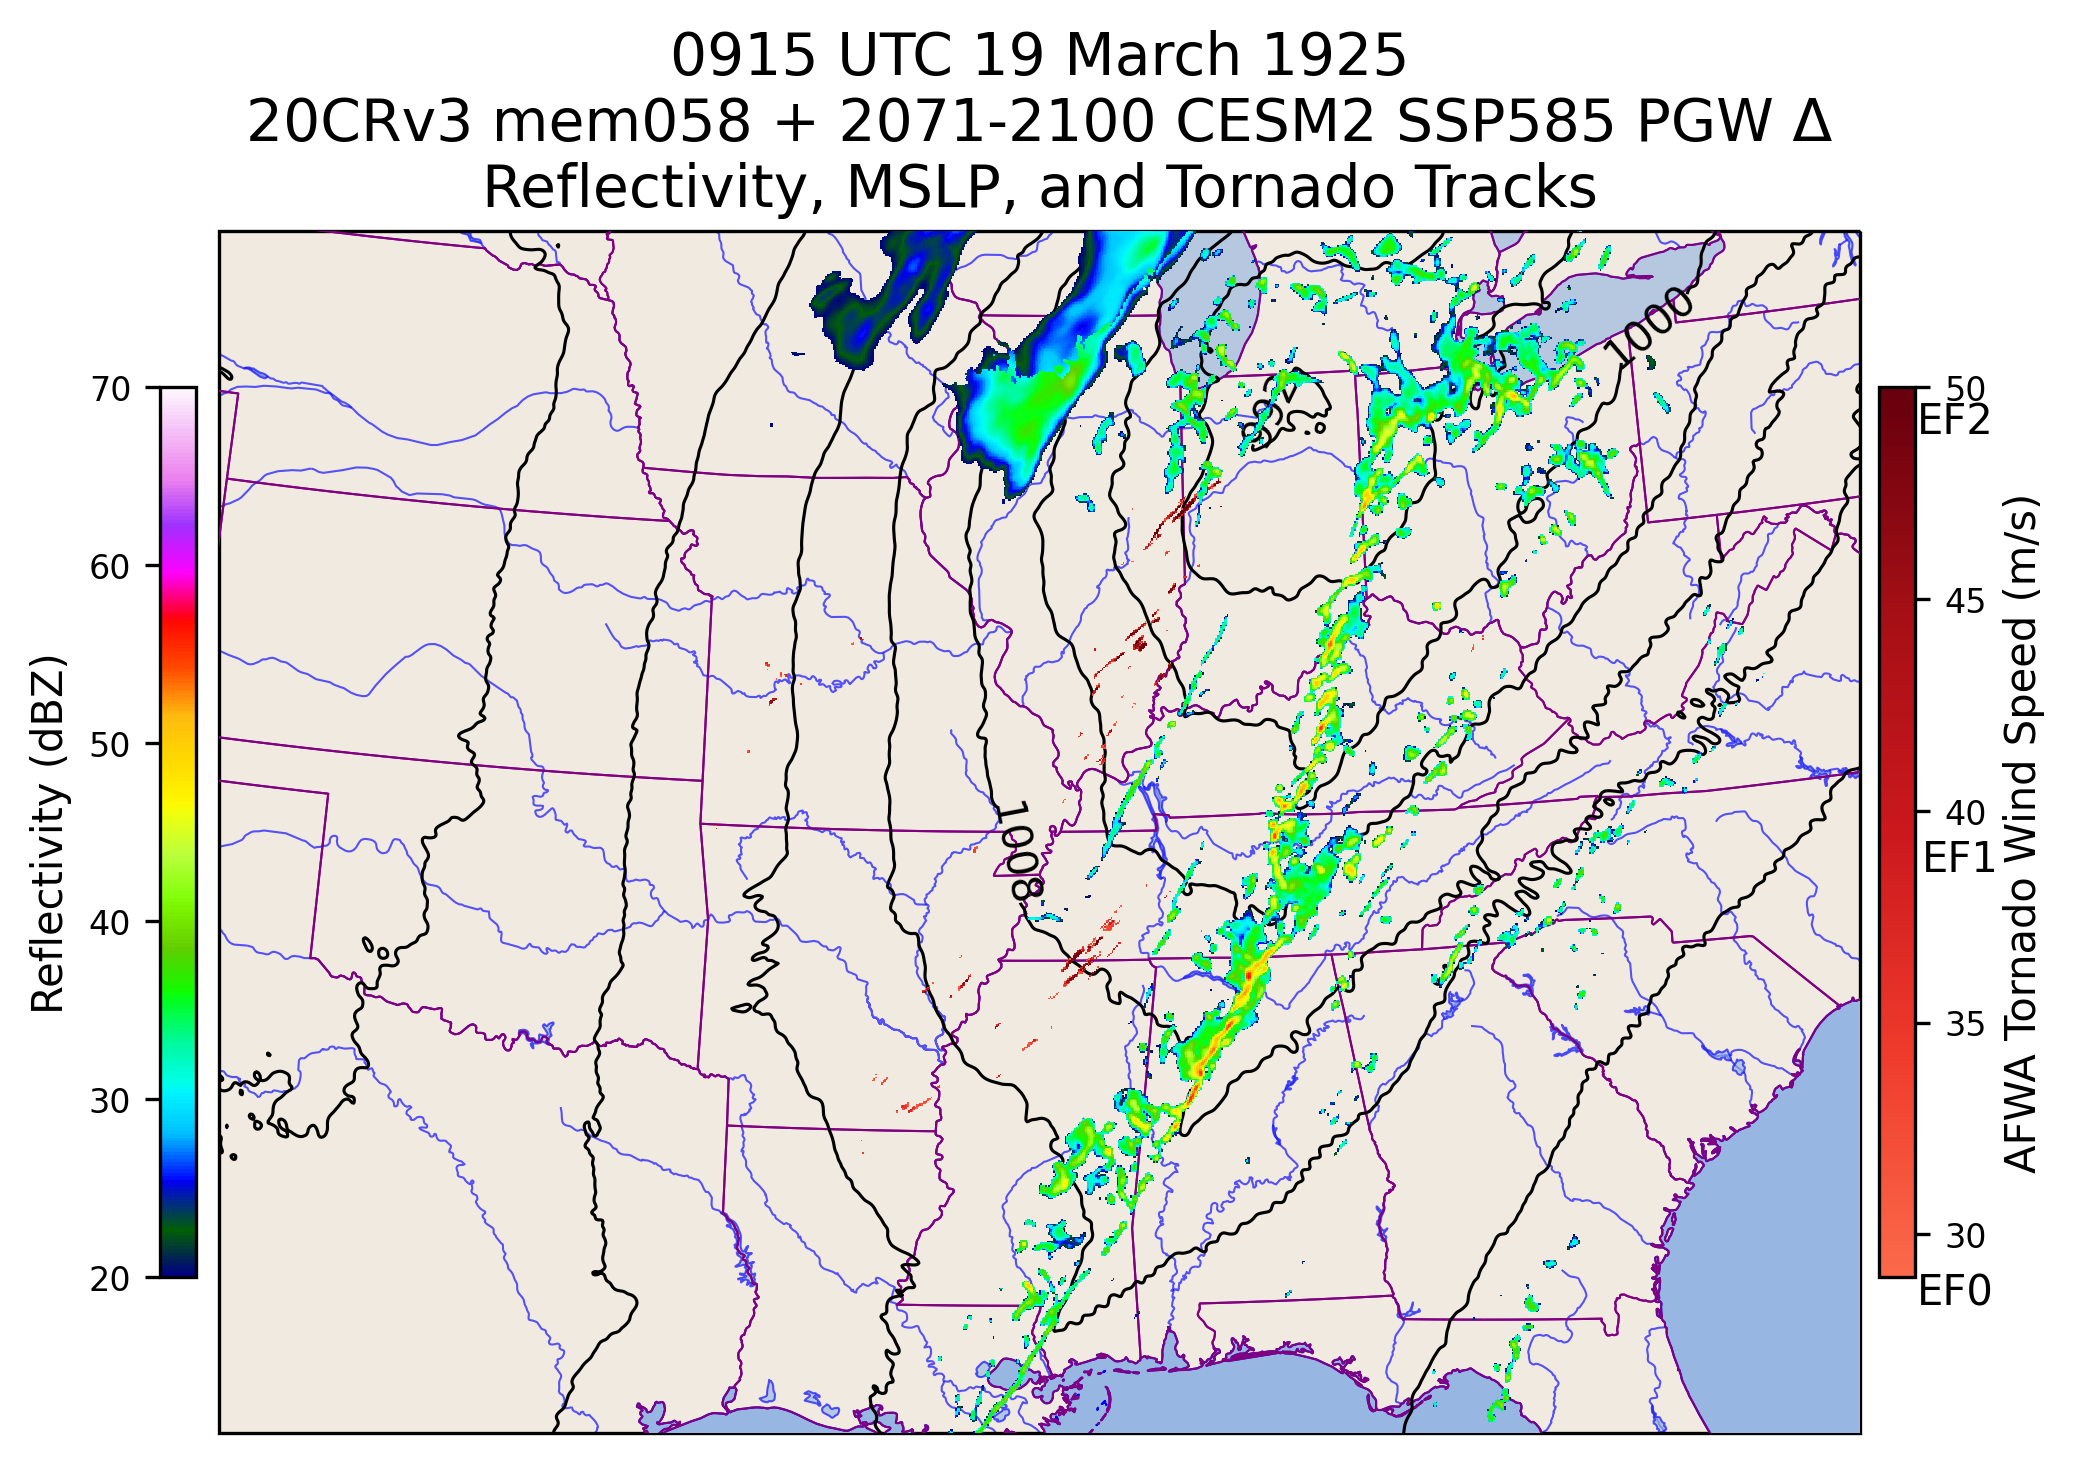 0915 UTC 19 March 1925
20CRv3 mem058 + 2071-2100 CESM2 SSP585 PGW Δ
Reflectivity, MSLP, and Tornado Tracks
1000
1008
70
60
50
40
30
20
Reflectivity (dBZ)
50
EF2
45
40
EF1
35
30
EF0
AFWA Tornado Wind Speed (m/s)